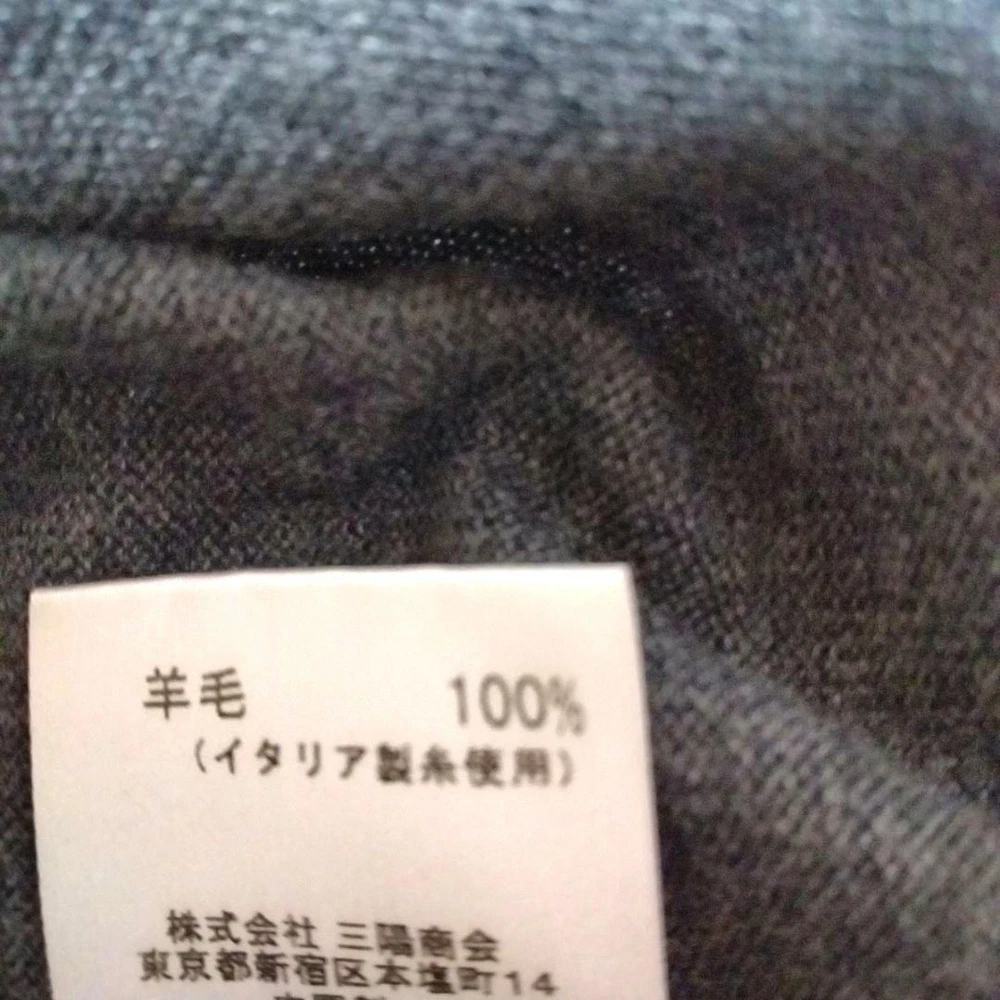 羊毛 100%
(イタリア製糸使用)
株式会社 三陽商会
東京都新宿区本塩町14